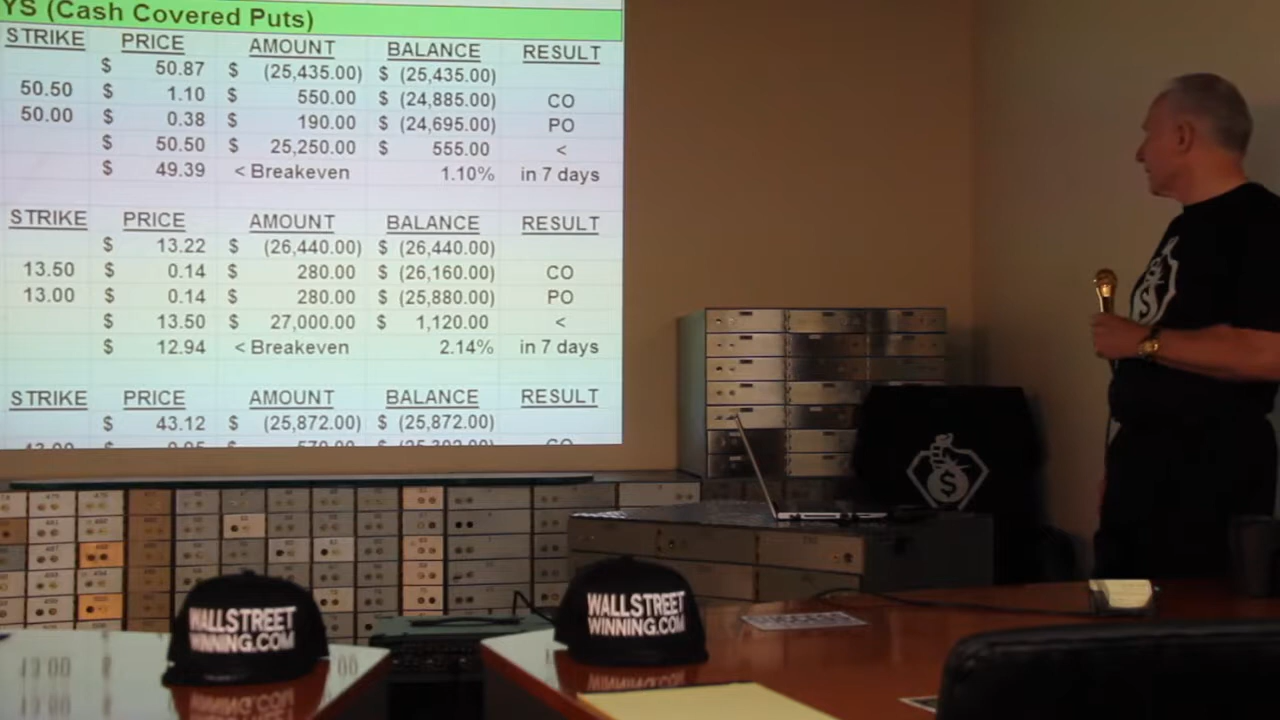 YS (Cash Covered Puts)
STRIKE PRICE AMOUNT BALANCE RESULT
$ 50.87 $ (25,435.00) $ (25,435.00)
50.50 $ 1.10 $ 550.00 $ (24,885.00) CO
50.00 $ 0.38 $ 190.00 $ (24,695.00) PO
$ 50.50 $ 25,250.00 $ 555.00 <
$ 49.39 < Breakeven 1.10% in 7 days
STRIKE PRICE AMOUNT BALANCE RESULT
$ 13.22 $ (26,440.00) $ (26,440.00)
13.50 $ 0.14 $ 280.00 $ (26,160.00) CO
13.00 $ 0.14 $ 280.00 $ (25,880.00) PO
$ 13.50 $ 27,000.00 $ 1,120.00 <
$ 12.94 < Breakeven 2.14% in 7 days
STRIKE PRICE AMOUNT BALANCE RESULT
$ 43.12 $ (25,872.00) $ (25,872.00)
$
$
WALLSTREET
WINNING.COM
WALLSTREET
WINNING.COM